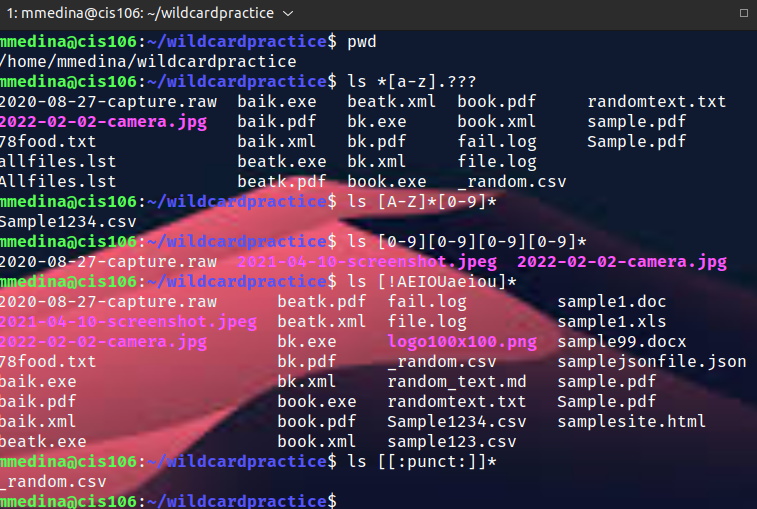 1: mmedina@cis106: ~/wildcardpractice
mmedina@cis106:~/wildcardpractice$ pwd
/home/mmedina/wildcardpractice
mmedina@cis106:~/wildcardpractice$ ls *[a-z].???
2020-08-27-capture.raw baik.exe beatk.xml book.pdf randomtext.txt
2022-02-02-camera.jpg baik.pdf bk.exe book.xml sample.pdf
78food.txt baik.xml bk.pdf fail.log Sample.pdf
allfiles.lst beatk.exe bk.xml file.log
Allfiles.lst beatk.pdf book.exe _random.csv
mmedina@cis106:~/wildcardpractice$ ls [A-Z]*[0-9]*
Sample1234.csv
mmedina@cis106:~/wildcardpractice$ ls [0-9][0-9][0-9][0-9]*
2020-08-27-capture.raw 2021-04-10-screenshot.jpeg 2022-02-02-camera.jpg
mmedina@cis106:~/wildcardpractice$ ls [!AEIOUaeiou]*
2020-08-27-capture.raw beatk.pdf fail.log sample1.doc
2021-04-10-screenshot.jpeg beatk.xml file.log sample1.xls
2022-02-02-camera.jpg bk.exe logo100x100.png sample99.docx
78food.txt bk.pdf _random.csv samplejsonfile.json
baik.exe bk.xml random_text.md sample.pdf
baik.pdf book.exe randomtext.txt Sample.pdf
baik.xml book.pdf Sample1234.csv samplesite.html
beatk.exe book.xml sample123.csv
mmedina@cis106:~/wildcardpractice$ ls [[:punct:]]*
_random.csv
mmedina@cis106:~/wildcardpractice$